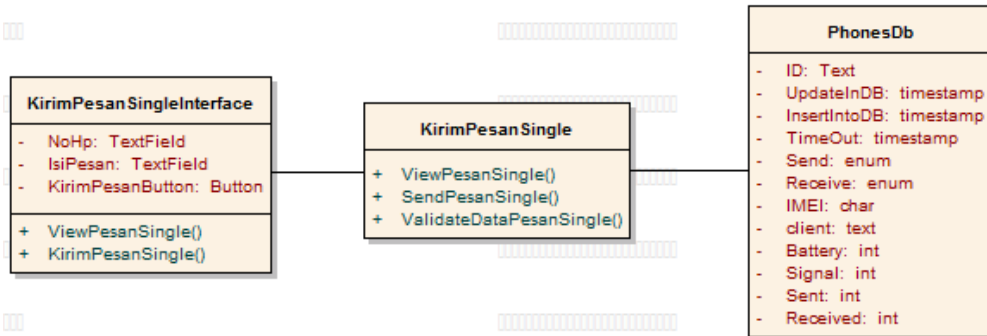 KirimPesanSingleInterface
- NoHp: TextField
- IsiPesan: TextField
- KirimPesanButton: Button
+ ViewPesanSingle()
+ KirimPesanSingle()
KirimPesanSingle
+ ViewPesanSingle()
+ SendPesanSingle()
+ ValidateDataPesanSingle()
PhonesDb
- ID: Text
- UpdateInDB: timestamp
- InsertIntoDB: timestamp
- TimeOut: timestamp
- Send: enum
- Receive: enum
- IMEI: char
- client: text
- Battery: int
- Signal: int
- Sent: int
- Received: int